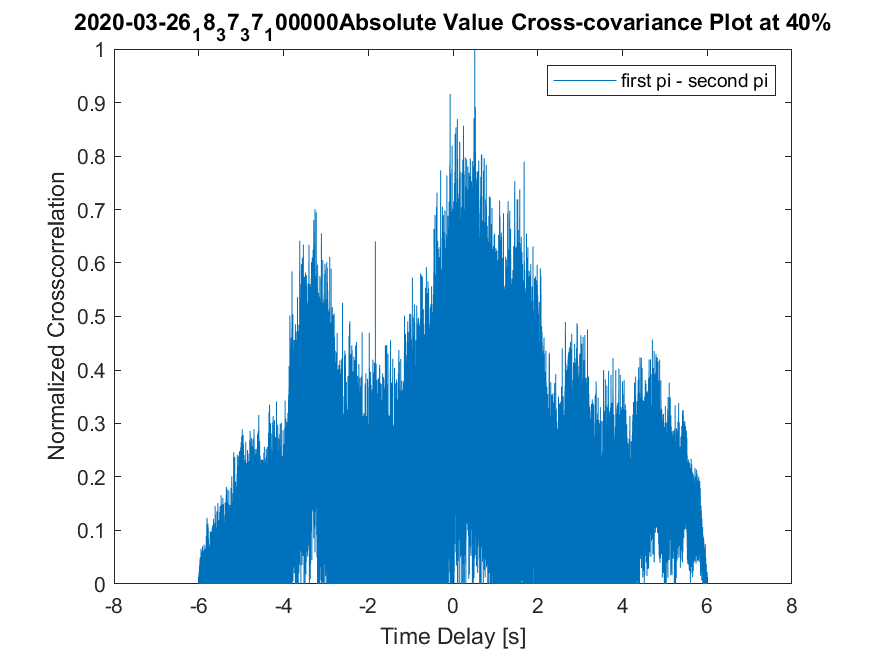 2020-03-26₁8₃7₃7₁00000Absolute Value Cross-covariance Plot at 40%
first pi - second pi
Normalized Crosscorrelation
1
0.9
0.8
0.7
0.6
0.5
0.4
0.3
0.2
0.1
0
-8 -6 -4 -2 0 2 4 6 8
Time Delay [s]